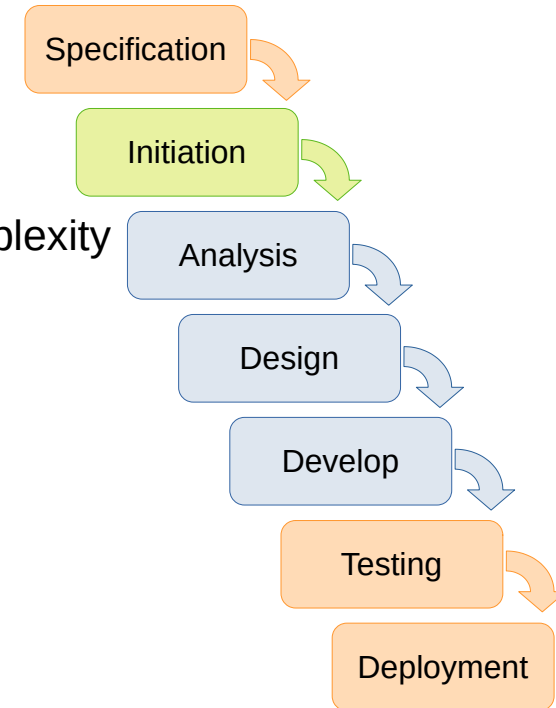 Specification
Initiation
plexity
Analysis
Design
Develop
Testing
Deployment